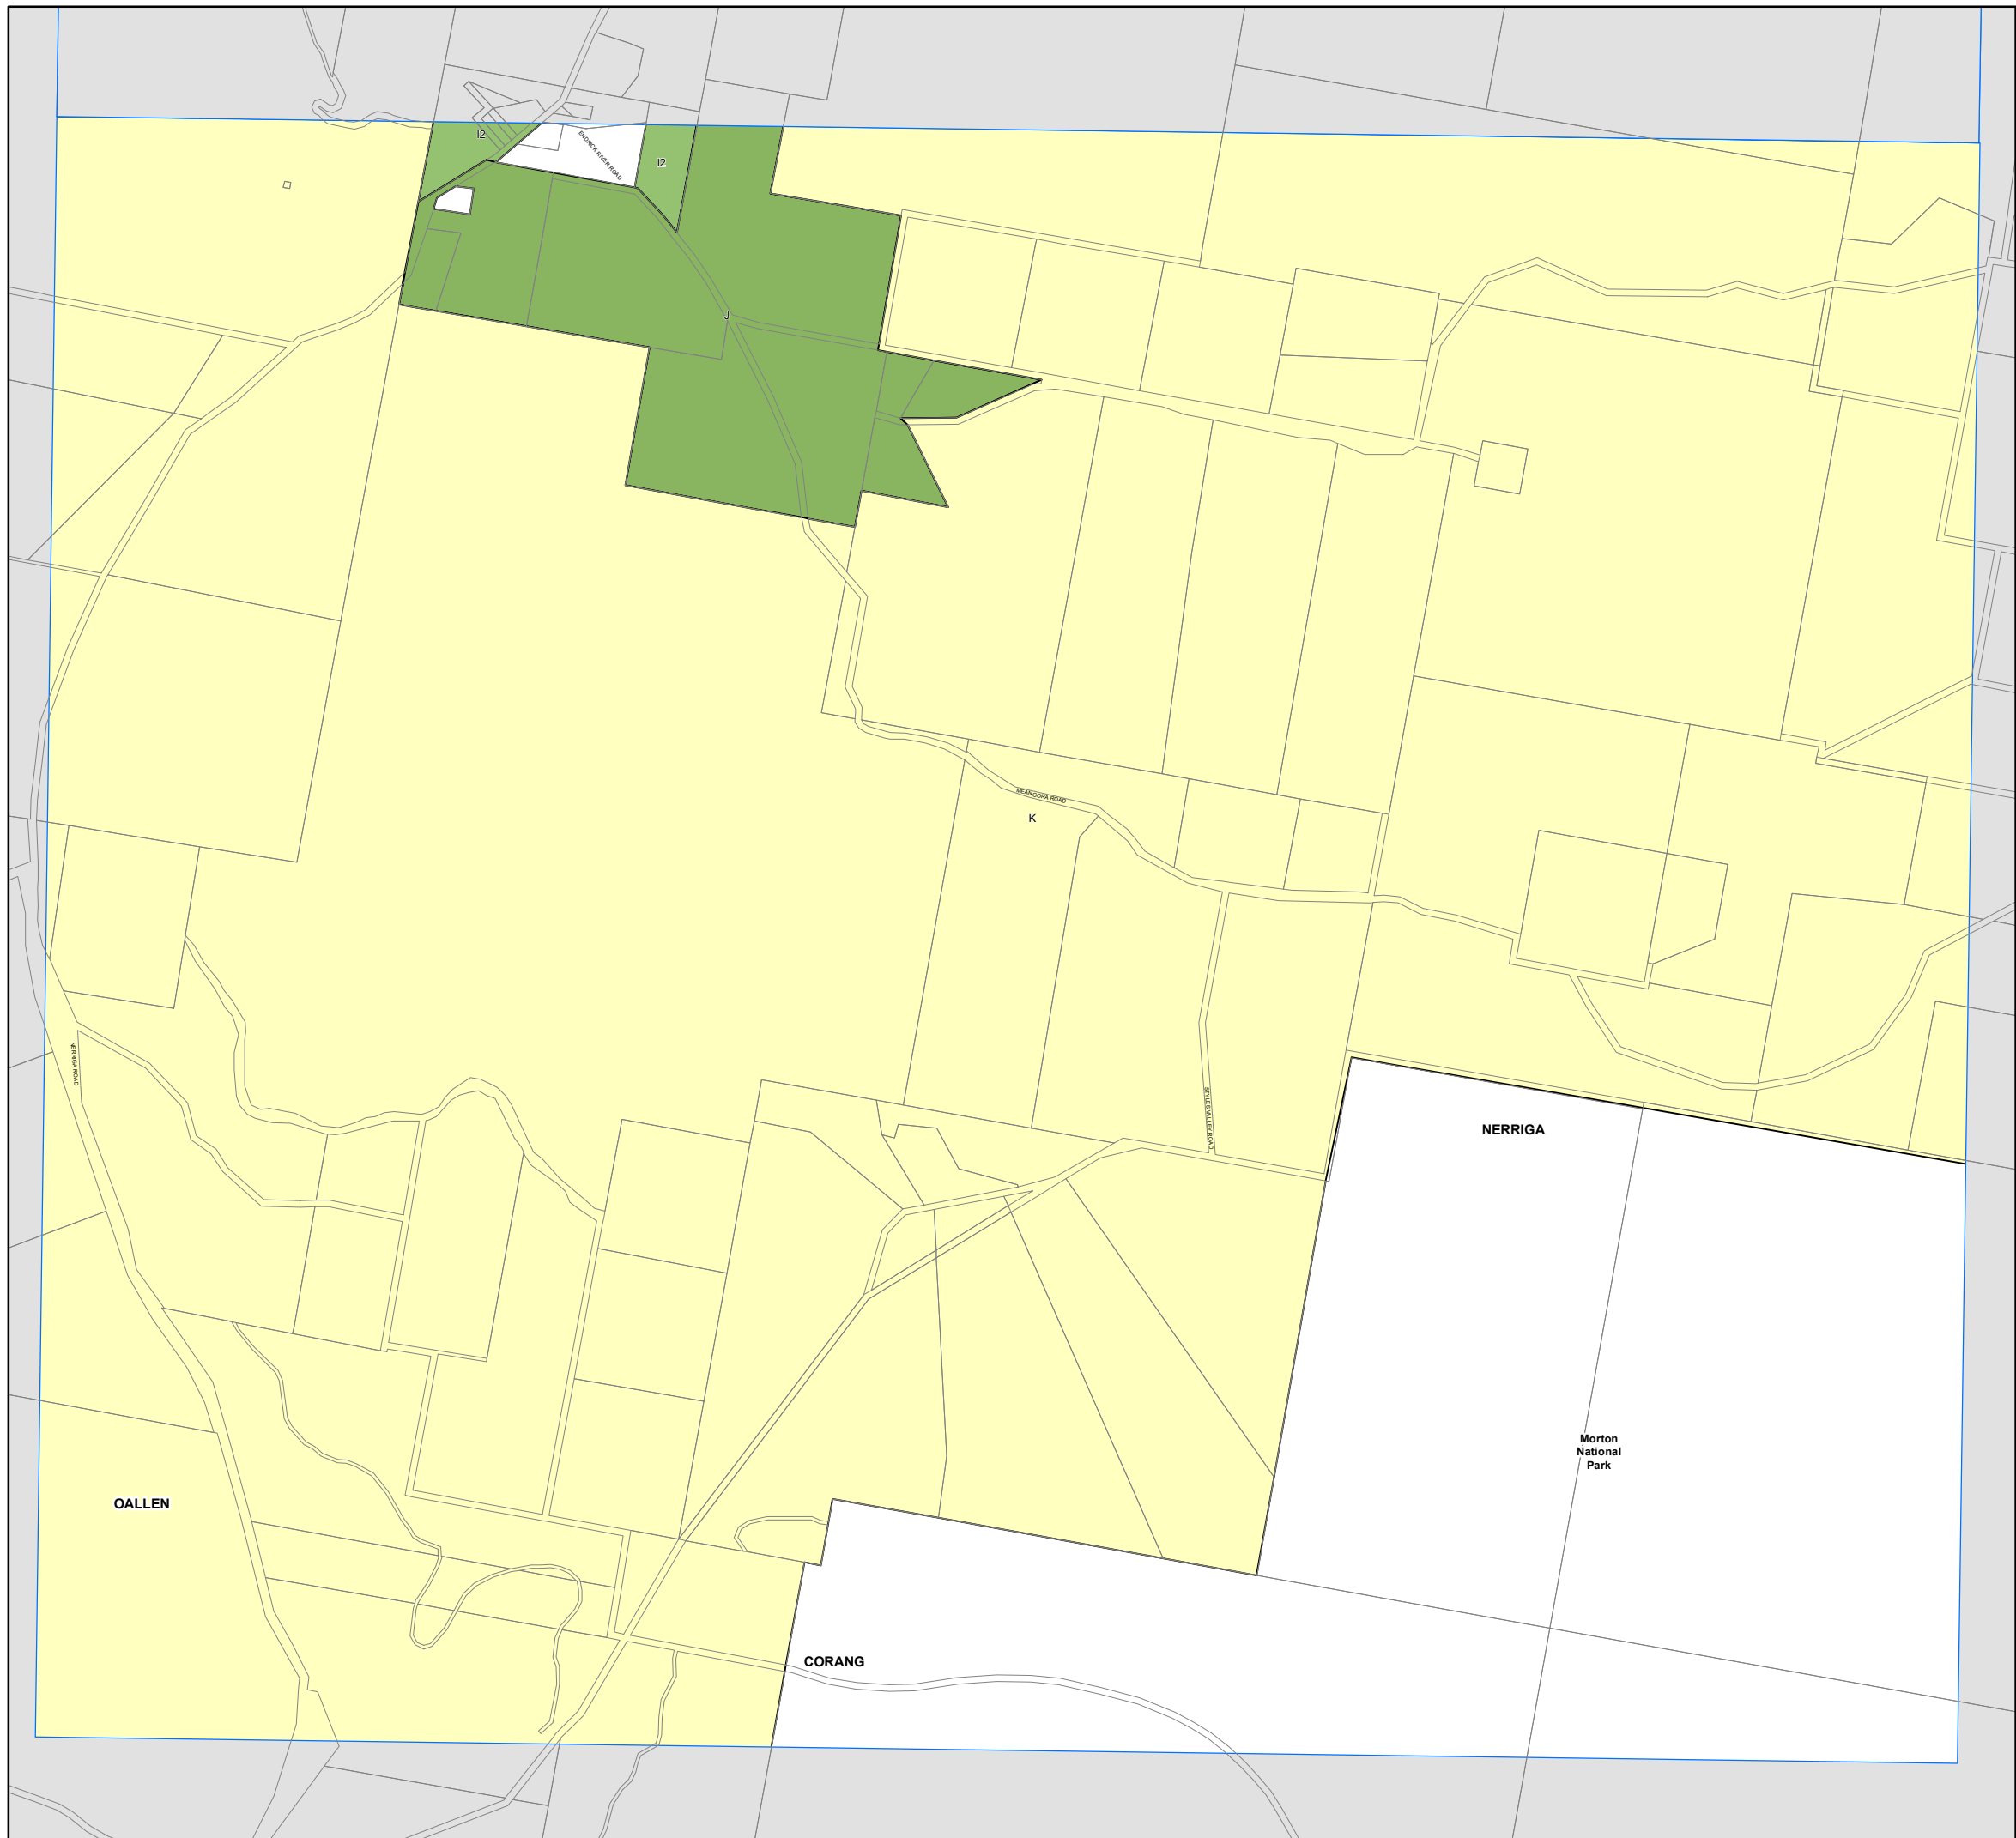 I2
ENDRICK RIVER ROAD
I2
J
MEANGORA ROAD
K
NERRIGA ROAD
STYLES VALLEY ROAD
NERRIGA
Morton
National
Park
OALLEN
CORANG